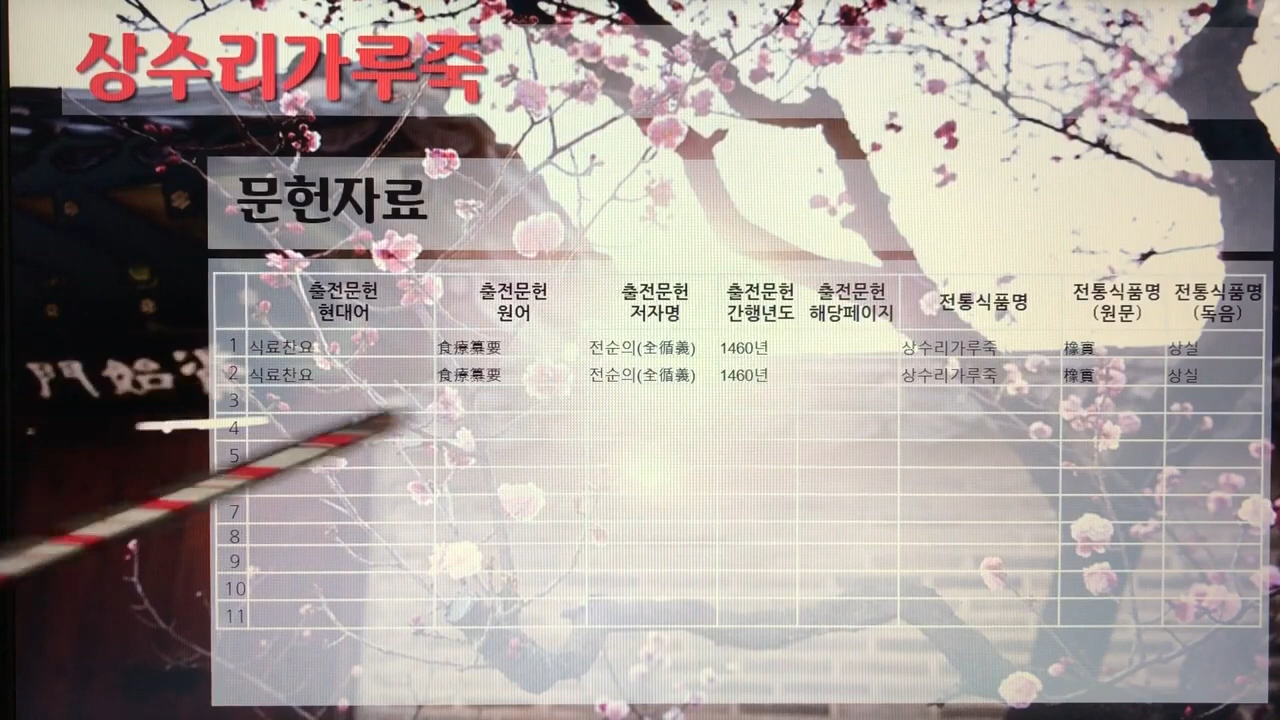 상수리가루죽
문헌자료
출전문헌 현대어 출전문헌 원어 출전문헌 저자명 출전문헌 간행년도 출전문헌 해당페이지 전통식품명 전통식품명 (원문) 전통식품명 (독음)
1 식료찬요 食療纂要 전순의(全循義) 1460년 상수리가루죽 橡實 상실
2 식료찬요 食療纂要 전순의(全循義) 1460년 상수리가루죽 橡實 상실
3
4
5
7
8
9
10
11
門始